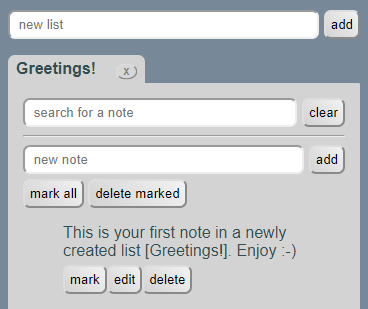 new list add
Greetings! x
search for a note clear
new note add
mark all delete marked
This is your first note in a newly
created list [Greetings!]. Enjoy :-)
mark edit delete